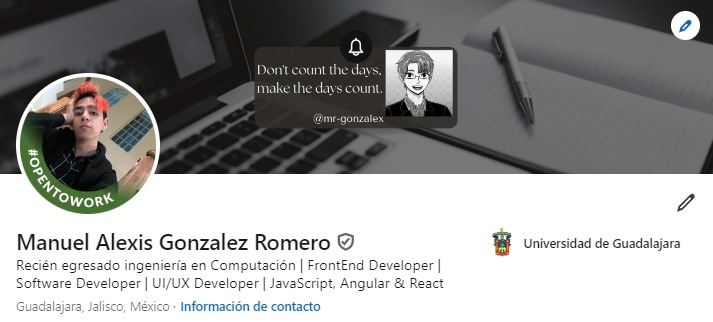 Don't count the days,
make the days count.
@mr-gonzalex
#OPENTOWORK
Manuel Alexis Gonzalez Romero
Universidad de Guadalajara
Recién egresado ingeniería en Computación | FrontEnd Developer |
Software Developer | UI/UX Developer | JavaScript, Angular & React
Guadalajara, Jalisco, México · Información de contacto